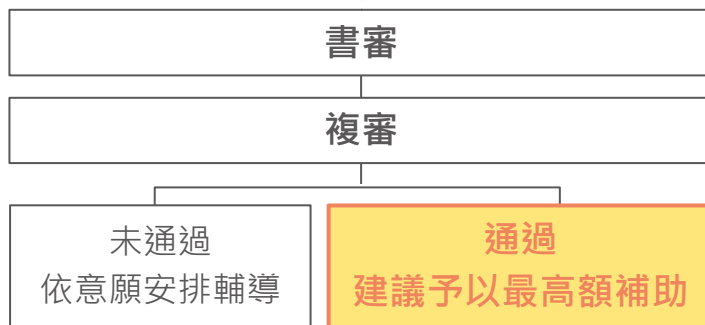 書審
複審
未通過
依意願安排輔導
通過
建議予以最高額補助